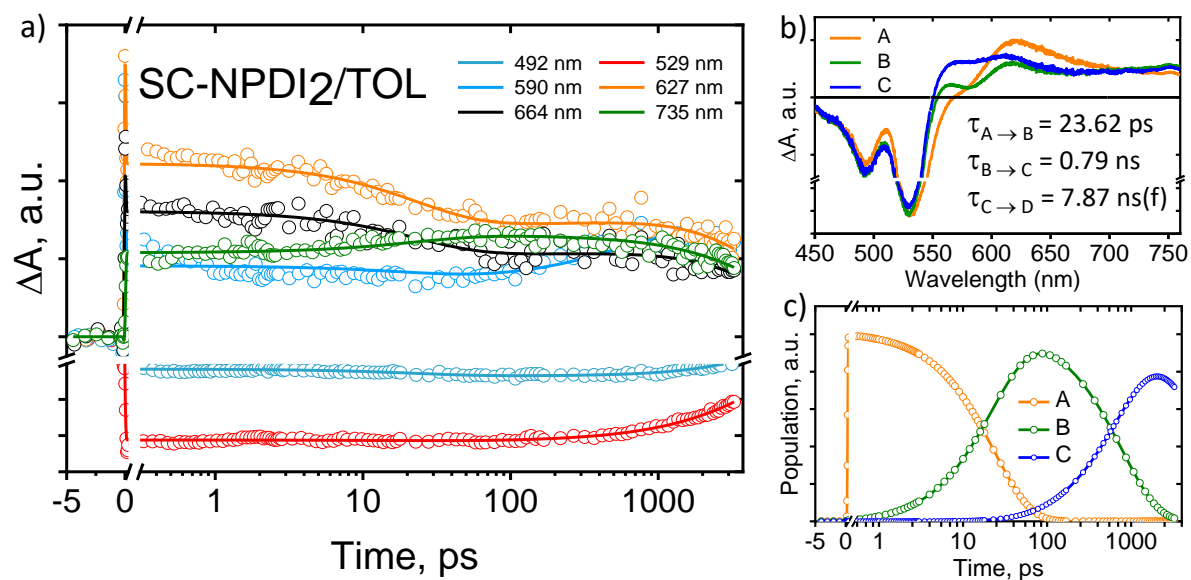 a)
SC-NPDI2/TOL
492 nm
529 nm
590 nm
627 nm
664 nm
735 nm
ΔA, a.u.
-5
0
1
10
100
1000
Time, ps
b)
A
B
C
ΔA, a.u.
τA → B = 23.62 ps
τB → C = 0.79 ns
τC → D = 7.87 ns(f)
450 500 550 600 650 700 750
Wavelength (nm)
c)
Population, a.u.
A
B
C
-5 0 1 10 100 1000
Time, ps